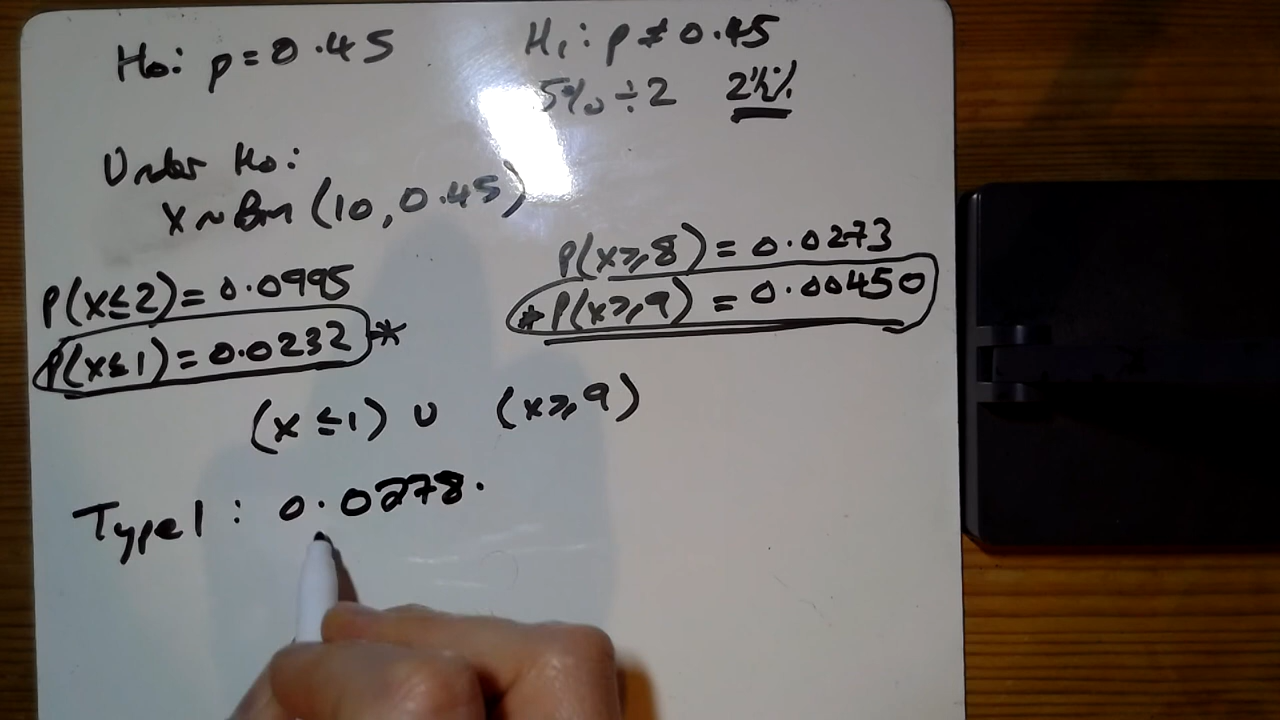 H₀: p = 0.45
H₁: p ≠ 0.45
5% ÷ 2 2½%
Under H₀:
X ~ Bin (10, 0.45)
P(x ≤ 2) = 0.0995
P(x ≤ 1) = 0.0232 *
P(x ⩾ 8) = 0.0273
* P(x ⩾ 9) = 0.00450
(x ≤ 1) ∪ (x ⩾ 9)
Type 1 : 0.0278.